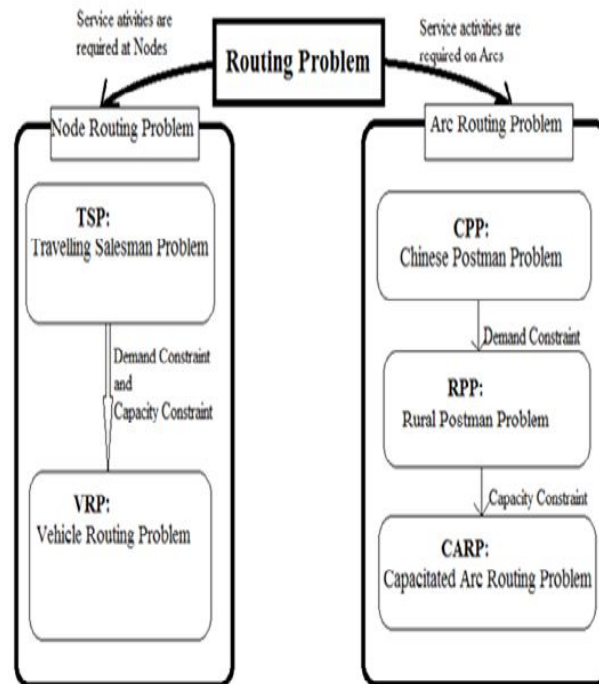 Service ativities are
required at Nodes
Routing Problem
Service activities are
required on Arcs
Node Routing Problem
TSP:
Travelling Salesman Problem
Demand Constraint
and
Capacity Constraint
VRP:
Vehicle Routing Problem
Arc Routing Problem
CPP:
Chinese Postman Problem
Demand Constraint
RPP:
Rural Postman Problem
Capacity Constraint
CARP:
Capacitated Arc Routing Problem